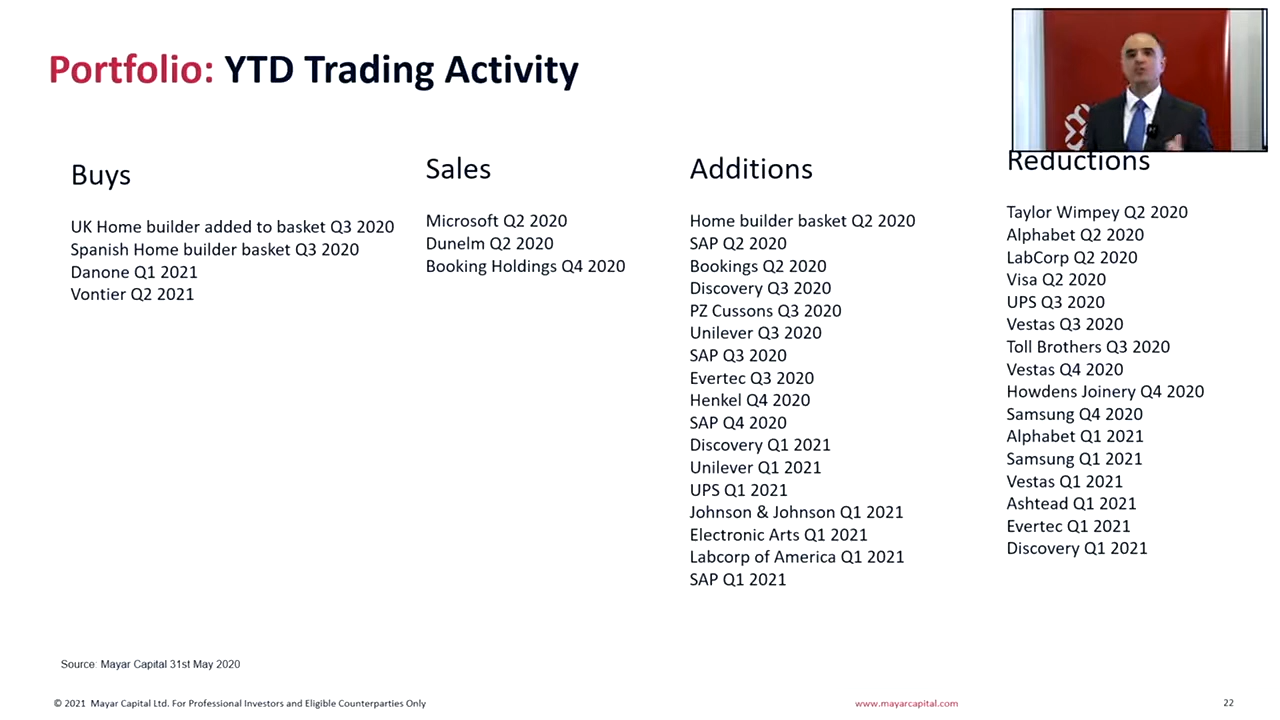 Portfolio: YTD Trading Activity
Buys
UK Home builder added to basket Q3 2020
Spanish Home builder basket Q3 2020
Danone Q1 2021
Vontier Q2 2021
Sales
Microsoft Q2 2020
Dunelm Q2 2020
Booking Holdings Q4 2020
Additions
Home builder basket Q2 2020
SAP Q2 2020
Bookings Q2 2020
Discovery Q3 2020
PZ Cussons Q3 2020
Unilever Q3 2020
SAP Q3 2020
Evertec Q3 2020
Henkel Q4 2020
SAP Q4 2020
Discovery Q1 2021
Unilever Q1 2021
UPS Q1 2021
Johnson & Johnson Q1 2021
Electronic Arts Q1 2021
Labcorp of America Q1 2021
SAP Q1 2021
Reductions
Taylor Wimpey Q2 2020
Alphabet Q2 2020
LabCorp Q2 2020
Visa Q2 2020
UPS Q3 2020
Vestas Q3 2020
Toll Brothers Q3 2020
Vestas Q4 2020
Howdens Joinery Q4 2020
Samsung Q4 2020
Alphabet Q1 2021
Samsung Q1 2021
Vestas Q1 2021
Ashtead Q1 2021
Evertec Q1 2021
Discovery Q1 2021
Source: Mayar Capital 31st May 2020
© 2021 Mayar Capital Ltd. For Professional Investors and Eligible Counterparties Only
www.mayarcapital.com
22